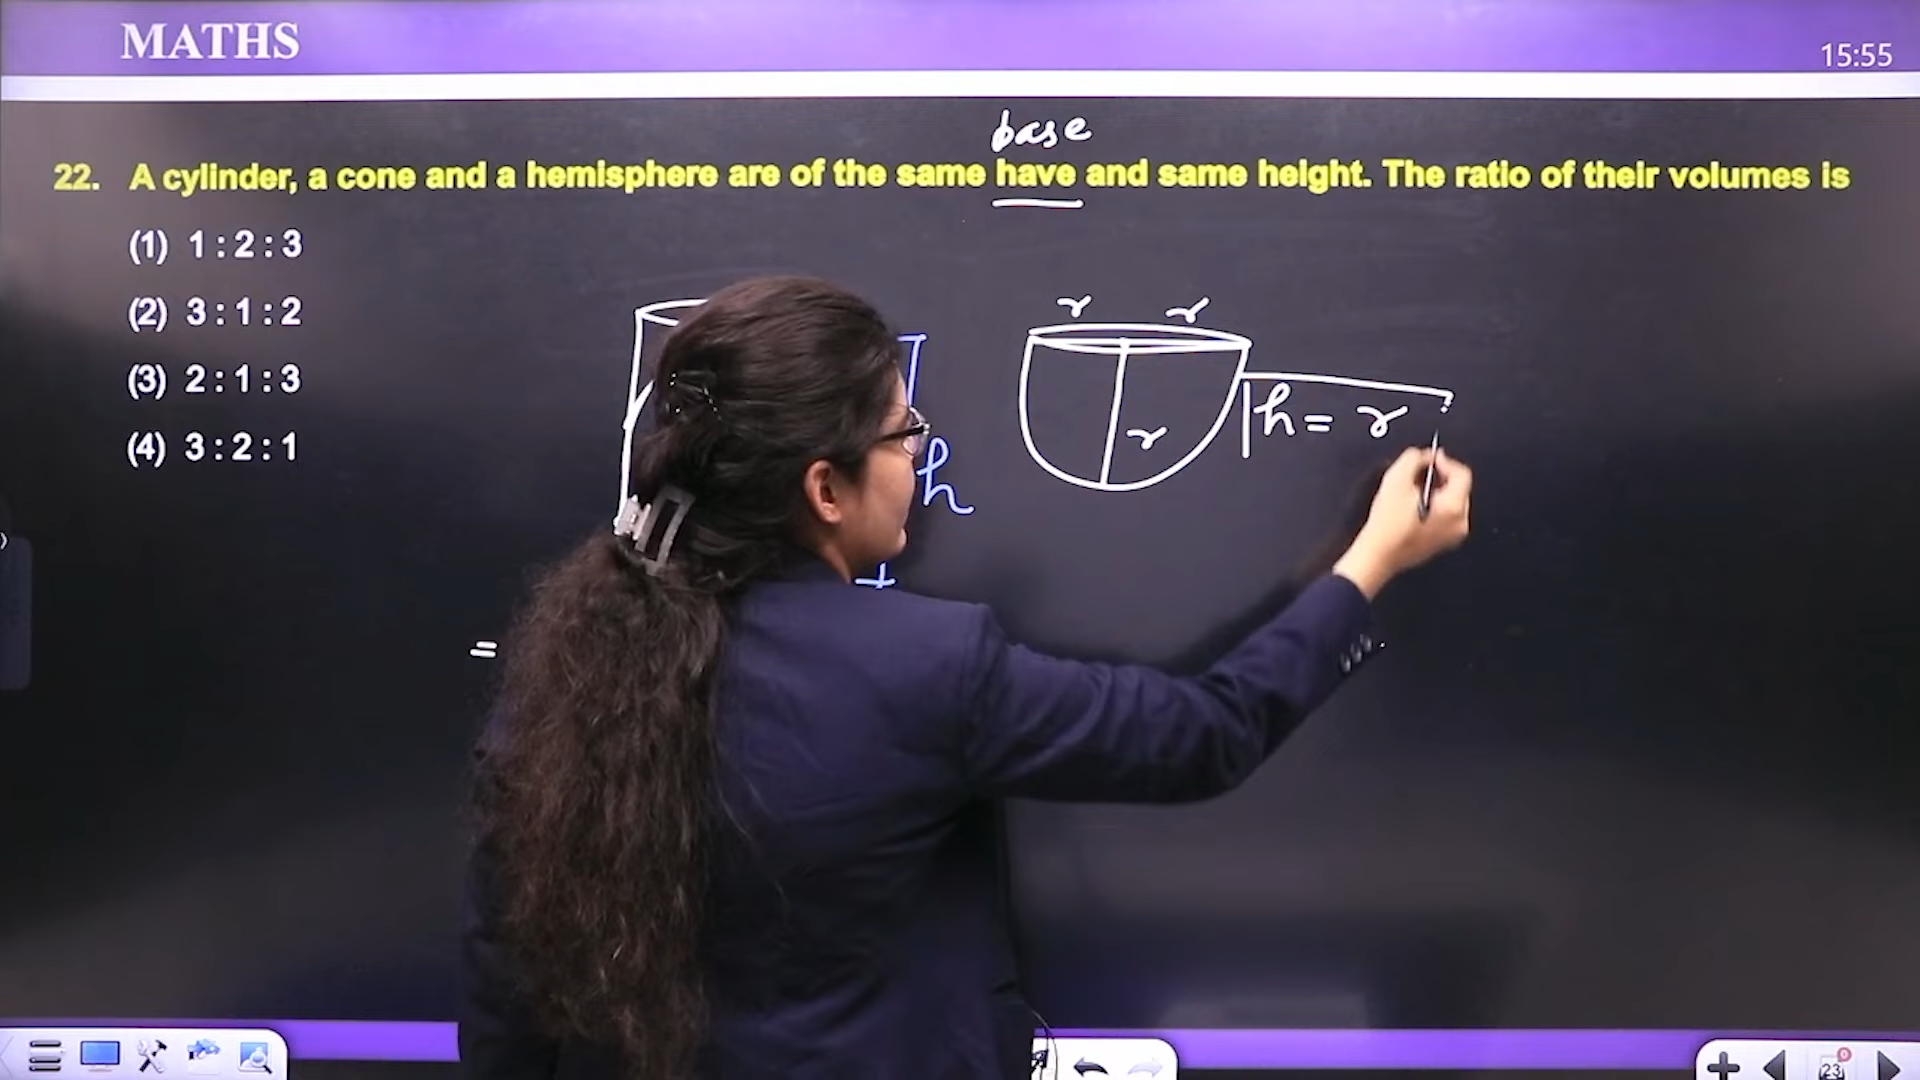 MATHS
15:55
base
22. A cylinder, a cone and a hemisphere are of the same have and same height. The ratio of their volumes is
(1) 1 : 2 : 3
(2) 3 : 1 : 2
(3) 2 : 1 : 3
(4) 3 : 2 : 1
r r
h = r
r
h
=
23
0